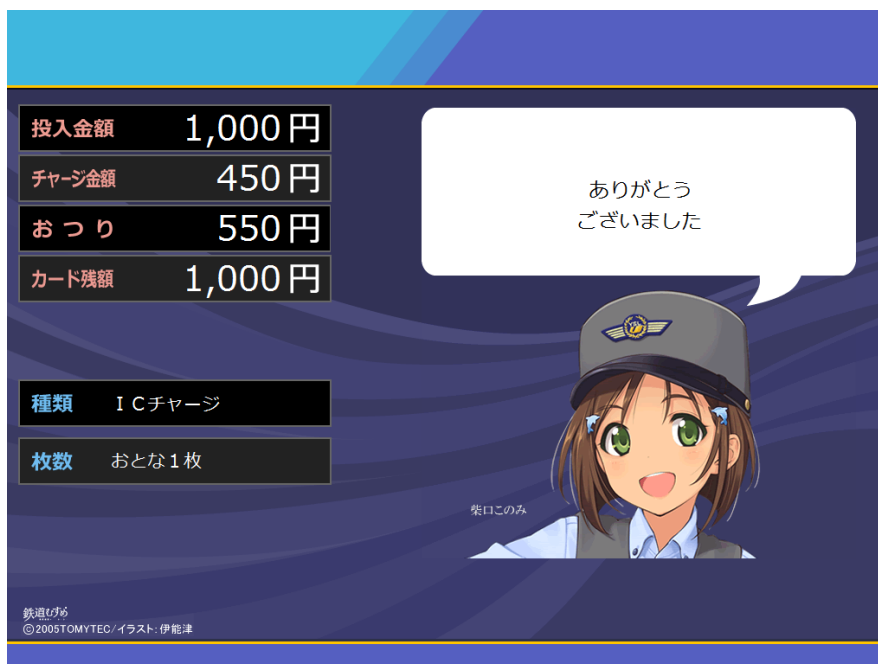 投入金額 1,000円
チャージ金額 450円
おつり 550円
カード残額 1,000円
ありがとう
ございました
種類 ICチャージ
枚数 おとな1枚
柴口このみ
鉄道むすめ
©2005TOMYTEC/イラスト:伊能津